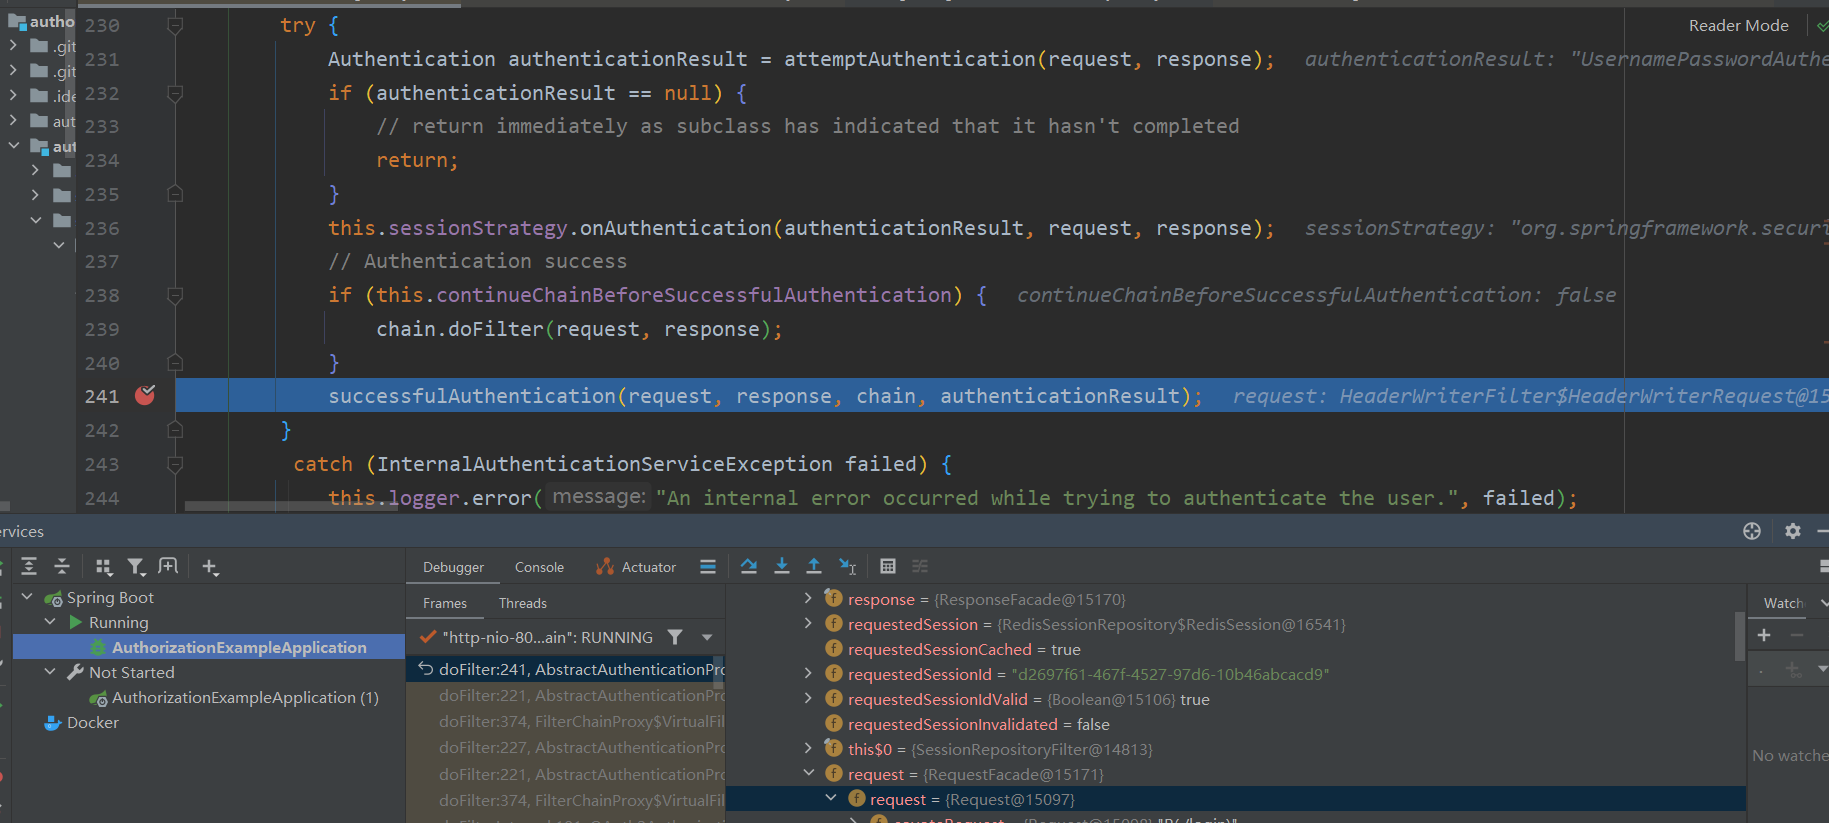 autho
.git
.git
.ide
aut
aut
Reader Mode
230 try {
231 Authentication authenticationResult = attemptAuthentication(request, response); authenticationResult: "UsernamePasswordAuthe
232 if (authenticationResult == null) {
233 // return immediately as subclass has indicated that it hasn't completed
234 return;
235 }
236 this.sessionStrategy.onAuthentication(authenticationResult, request, response); sessionStrategy: "org.springframework.securi
237 // Authentication success
238 if (this.continueChainBeforeSuccessfulAuthentication) { continueChainBeforeSuccessfulAuthentication: false
239 chain.doFilter(request, response);
240 }
241 successfulAuthentication(request, response, chain, authenticationResult); request: HeaderWriterFilter$HeaderWriterRequest@15
242 }
243 catch (InternalAuthenticationServiceException failed) {
244 this.logger.error( message: "An internal error occurred while trying to authenticate the user.", failed);
ervices
Spring Boot
Running
AuthorizationExampleApplication
Not Started
AuthorizationExampleApplication (1)
Docker
Debugger Console Actuator
Frames Threads
"http-nio-80...ain": RUNNING
doFilter:241, AbstractAuthenticationPro
doFilter:221, AbstractAuthenticationPro
doFilter:374, FilterChainProxy$VirtualFil
doFilter:227, AbstractAuthenticationPro
doFilter:221, AbstractAuthenticationPro
doFilter:374, FilterChainProxy$VirtualFil
response = {ResponseFacade@15170}
requestedSession = {RedisSessionRepository$RedisSession@16541}
requestedSessionCached = true
requestedSessionId = "d2697f61-467f-4527-97d6-10b46abcacd9"
requestedSessionIdValid = {Boolean@15106} true
requestedSessionInvalidated = false
this$0 = {SessionRepositoryFilter@14813}
request = {RequestFacade@15171}
request = {Request@15097}
Watch
No watche